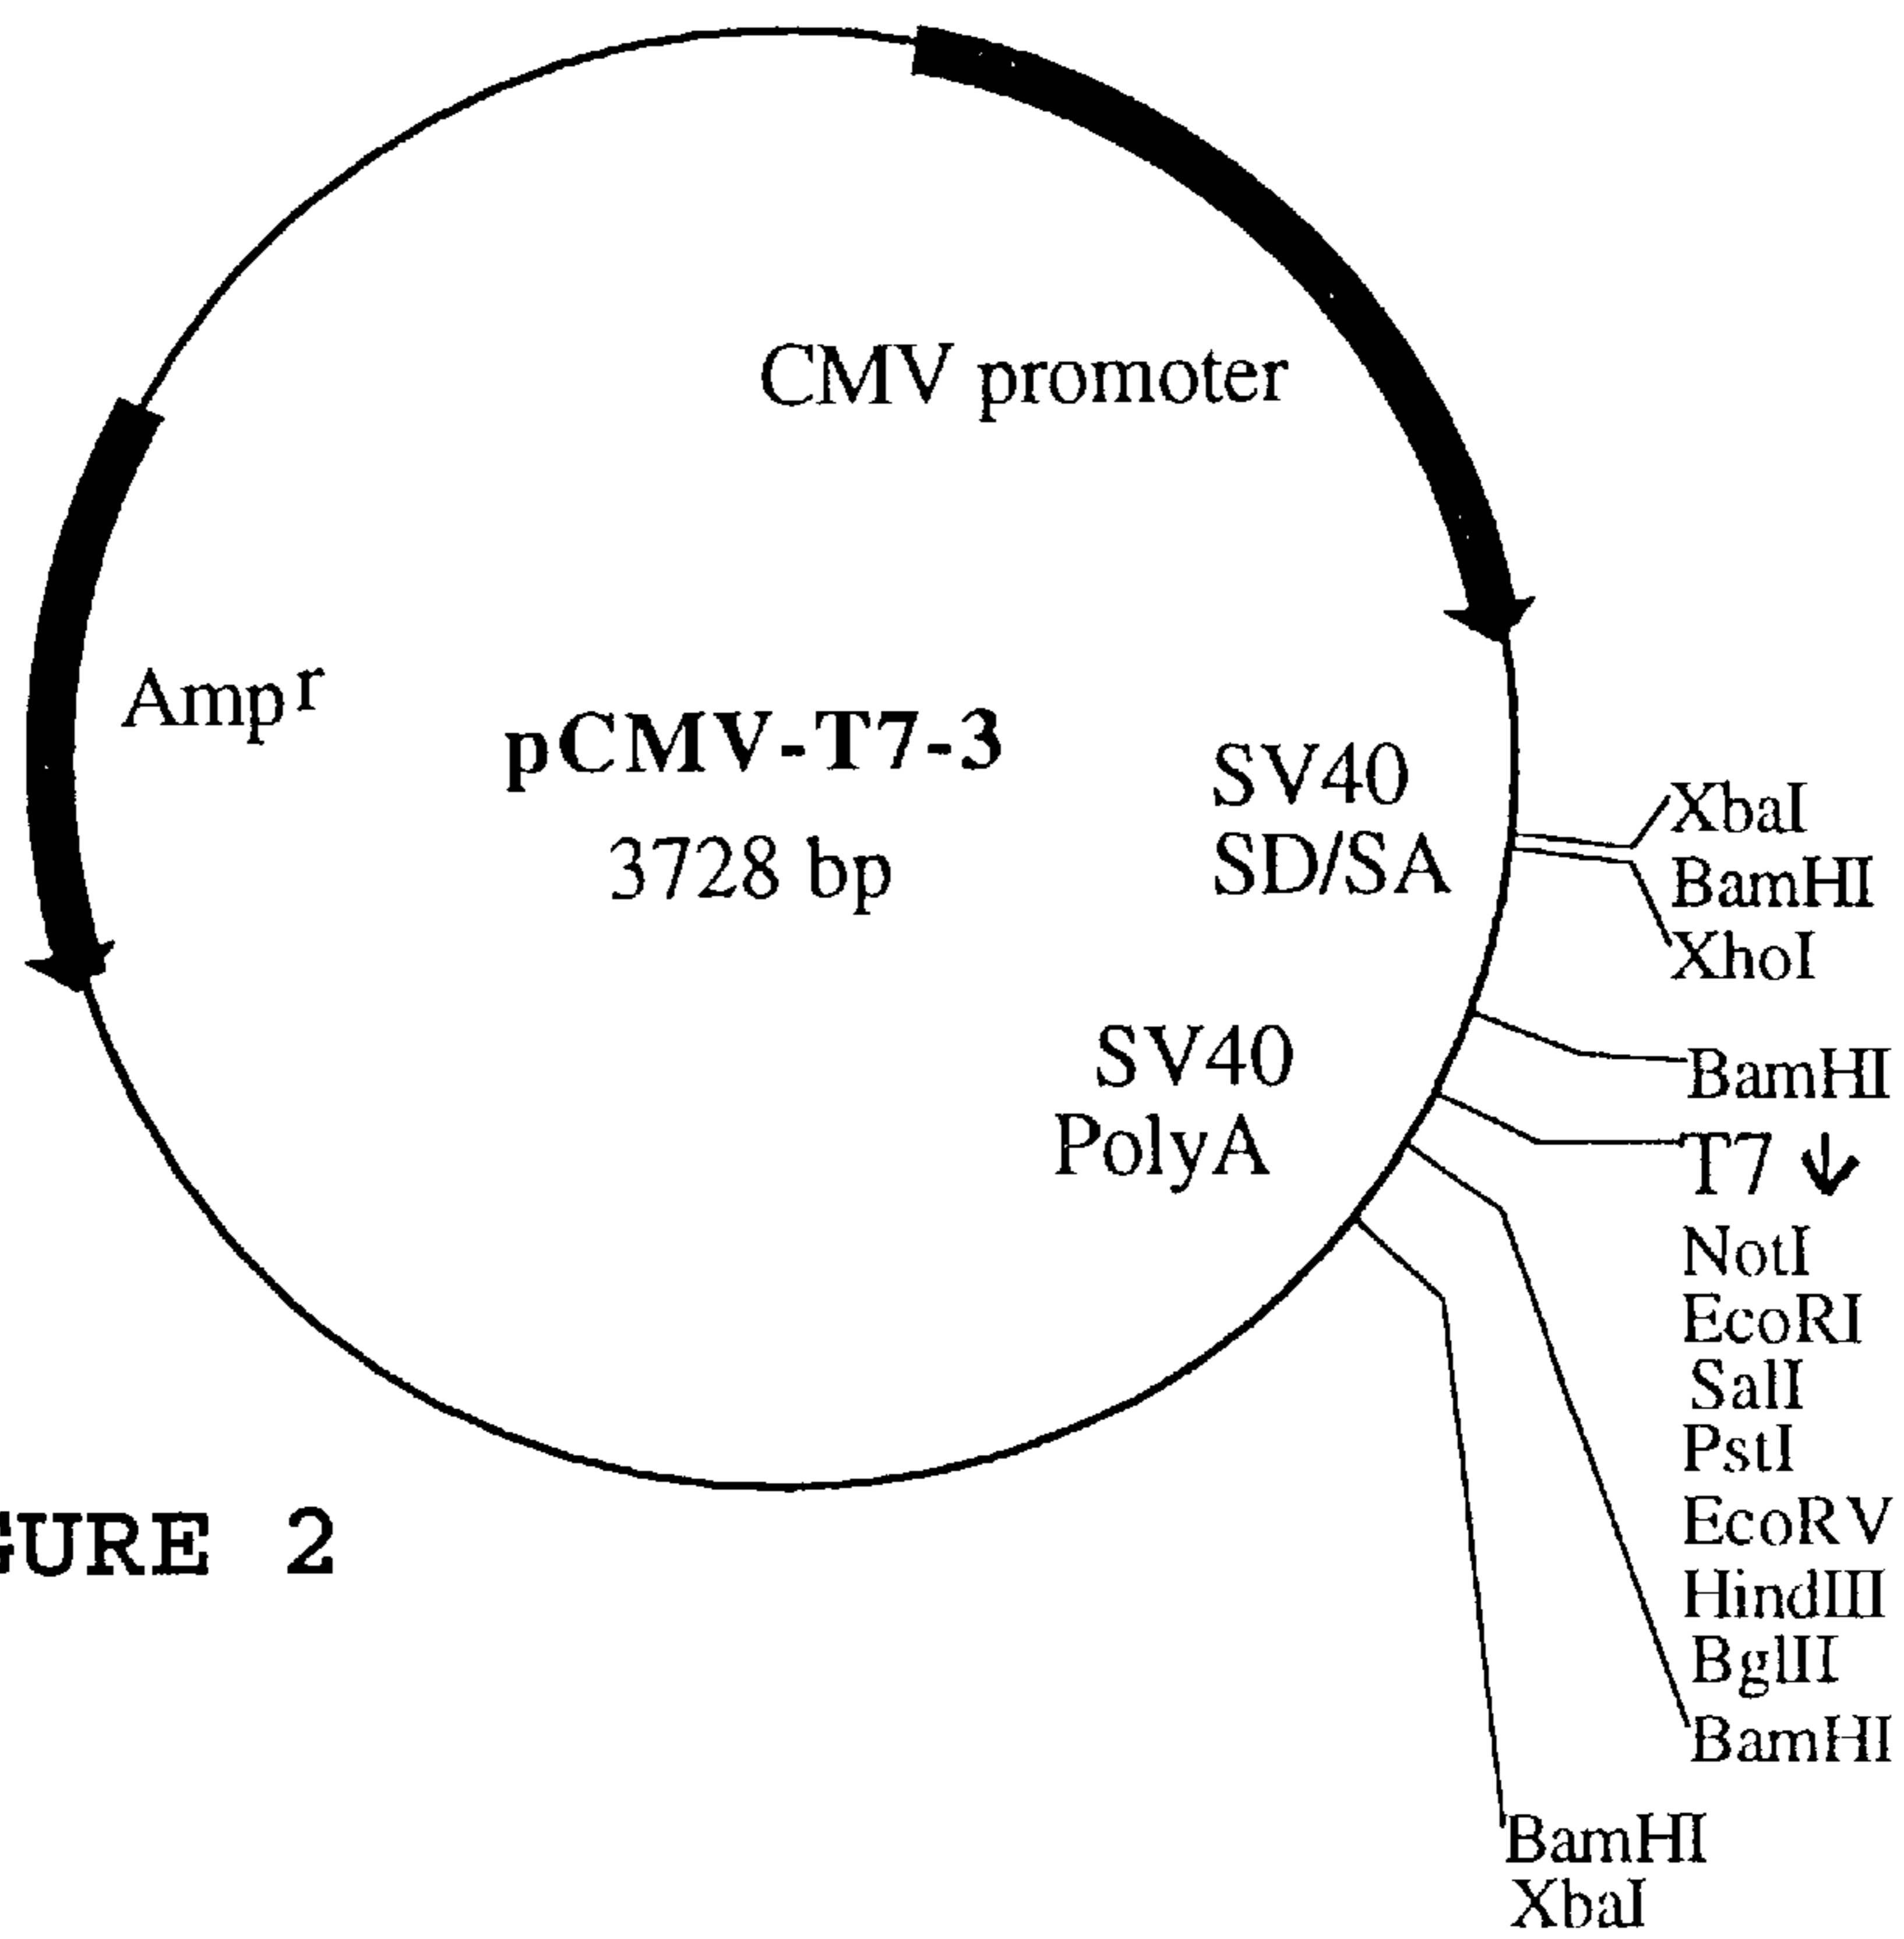 CMV promoter
Ampʳ
pCMV-T7-3
3728 bp
SV40
SD/SA
XbaI
BamHI
XhoI
SV40
PolyA
BamHI
T7 ↓
NotI
EcoRI
SalI
PstI
EcoRV
HindIII
BglII
BamHI
BamHI
XbaI
GURE 2